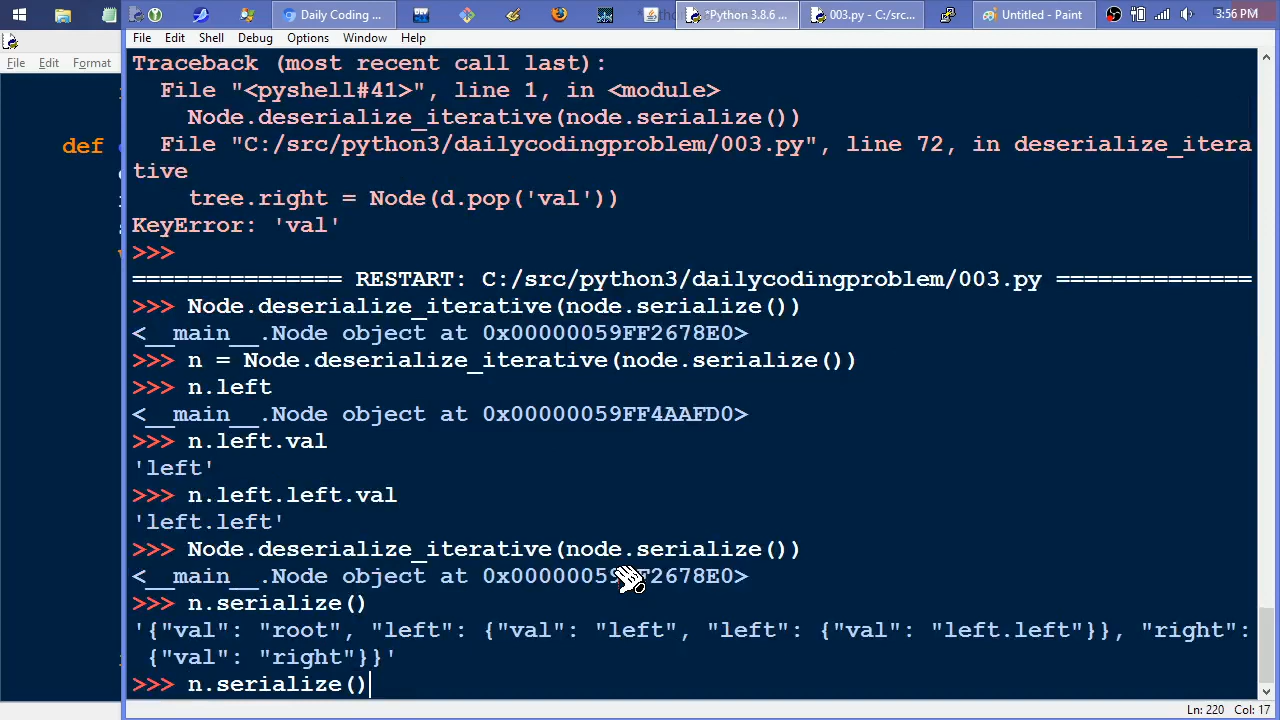 Daily Coding ...
*Python 3.8.6 ...
003.py - C:/src/...
Untitled - Paint
3:56 PM
File Edit Format
File Edit Shell Debug Options Window Help
def
Traceback (most recent call last):
File "<pyshell#41>", line 1, in <module>
Node.deserialize_iterative(node.serialize())
File "C:/src/python3/dailycodingproblem/003.py", line 72, in deserialize_itera
tive
tree.right = Node(d.pop('val'))
KeyError: 'val'
>>>
=============== RESTART: C:/src/python3/dailycodingproblem/003.py ==============
>>> Node.deserialize_iterative(node.serialize())
<__main__.Node object at 0x00000059FF2678E0>
>>> n = Node.deserialize_iterative(node.serialize())
>>> n.left
<__main__.Node object at 0x00000059FF4AAFD0>
>>> n.left.val
'left'
>>> n.left.left.val
'left.left'
>>> Node.deserialize_iterative(node.serialize())
<__main__.Node object at 0x00000059FF2678E0>
>>> n.serialize()
'{"val": "root", "left": {"val": "left", "left": {"val": "left.left"}}, "right":
{"val": "right"}}'
>>> n.serialize()
Ln: 220 Col: 17